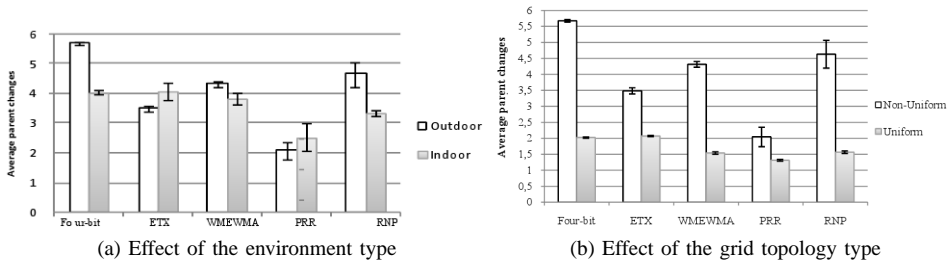 Average parent changes
6
5
4
3
2
1
0
Fo ur-bit ETX WMEWMA PRR RNP
Outdoor
Indoor
(a) Effect of the environment type
Average parent changes
6
5,5
5
4,5
4
3,5
3
2,5
2
1,5
1
0,5
0
Four-bit ETX WMEWMA PRR RNP
Non-Uniform
Uniform
(b) Effect of the grid topology type